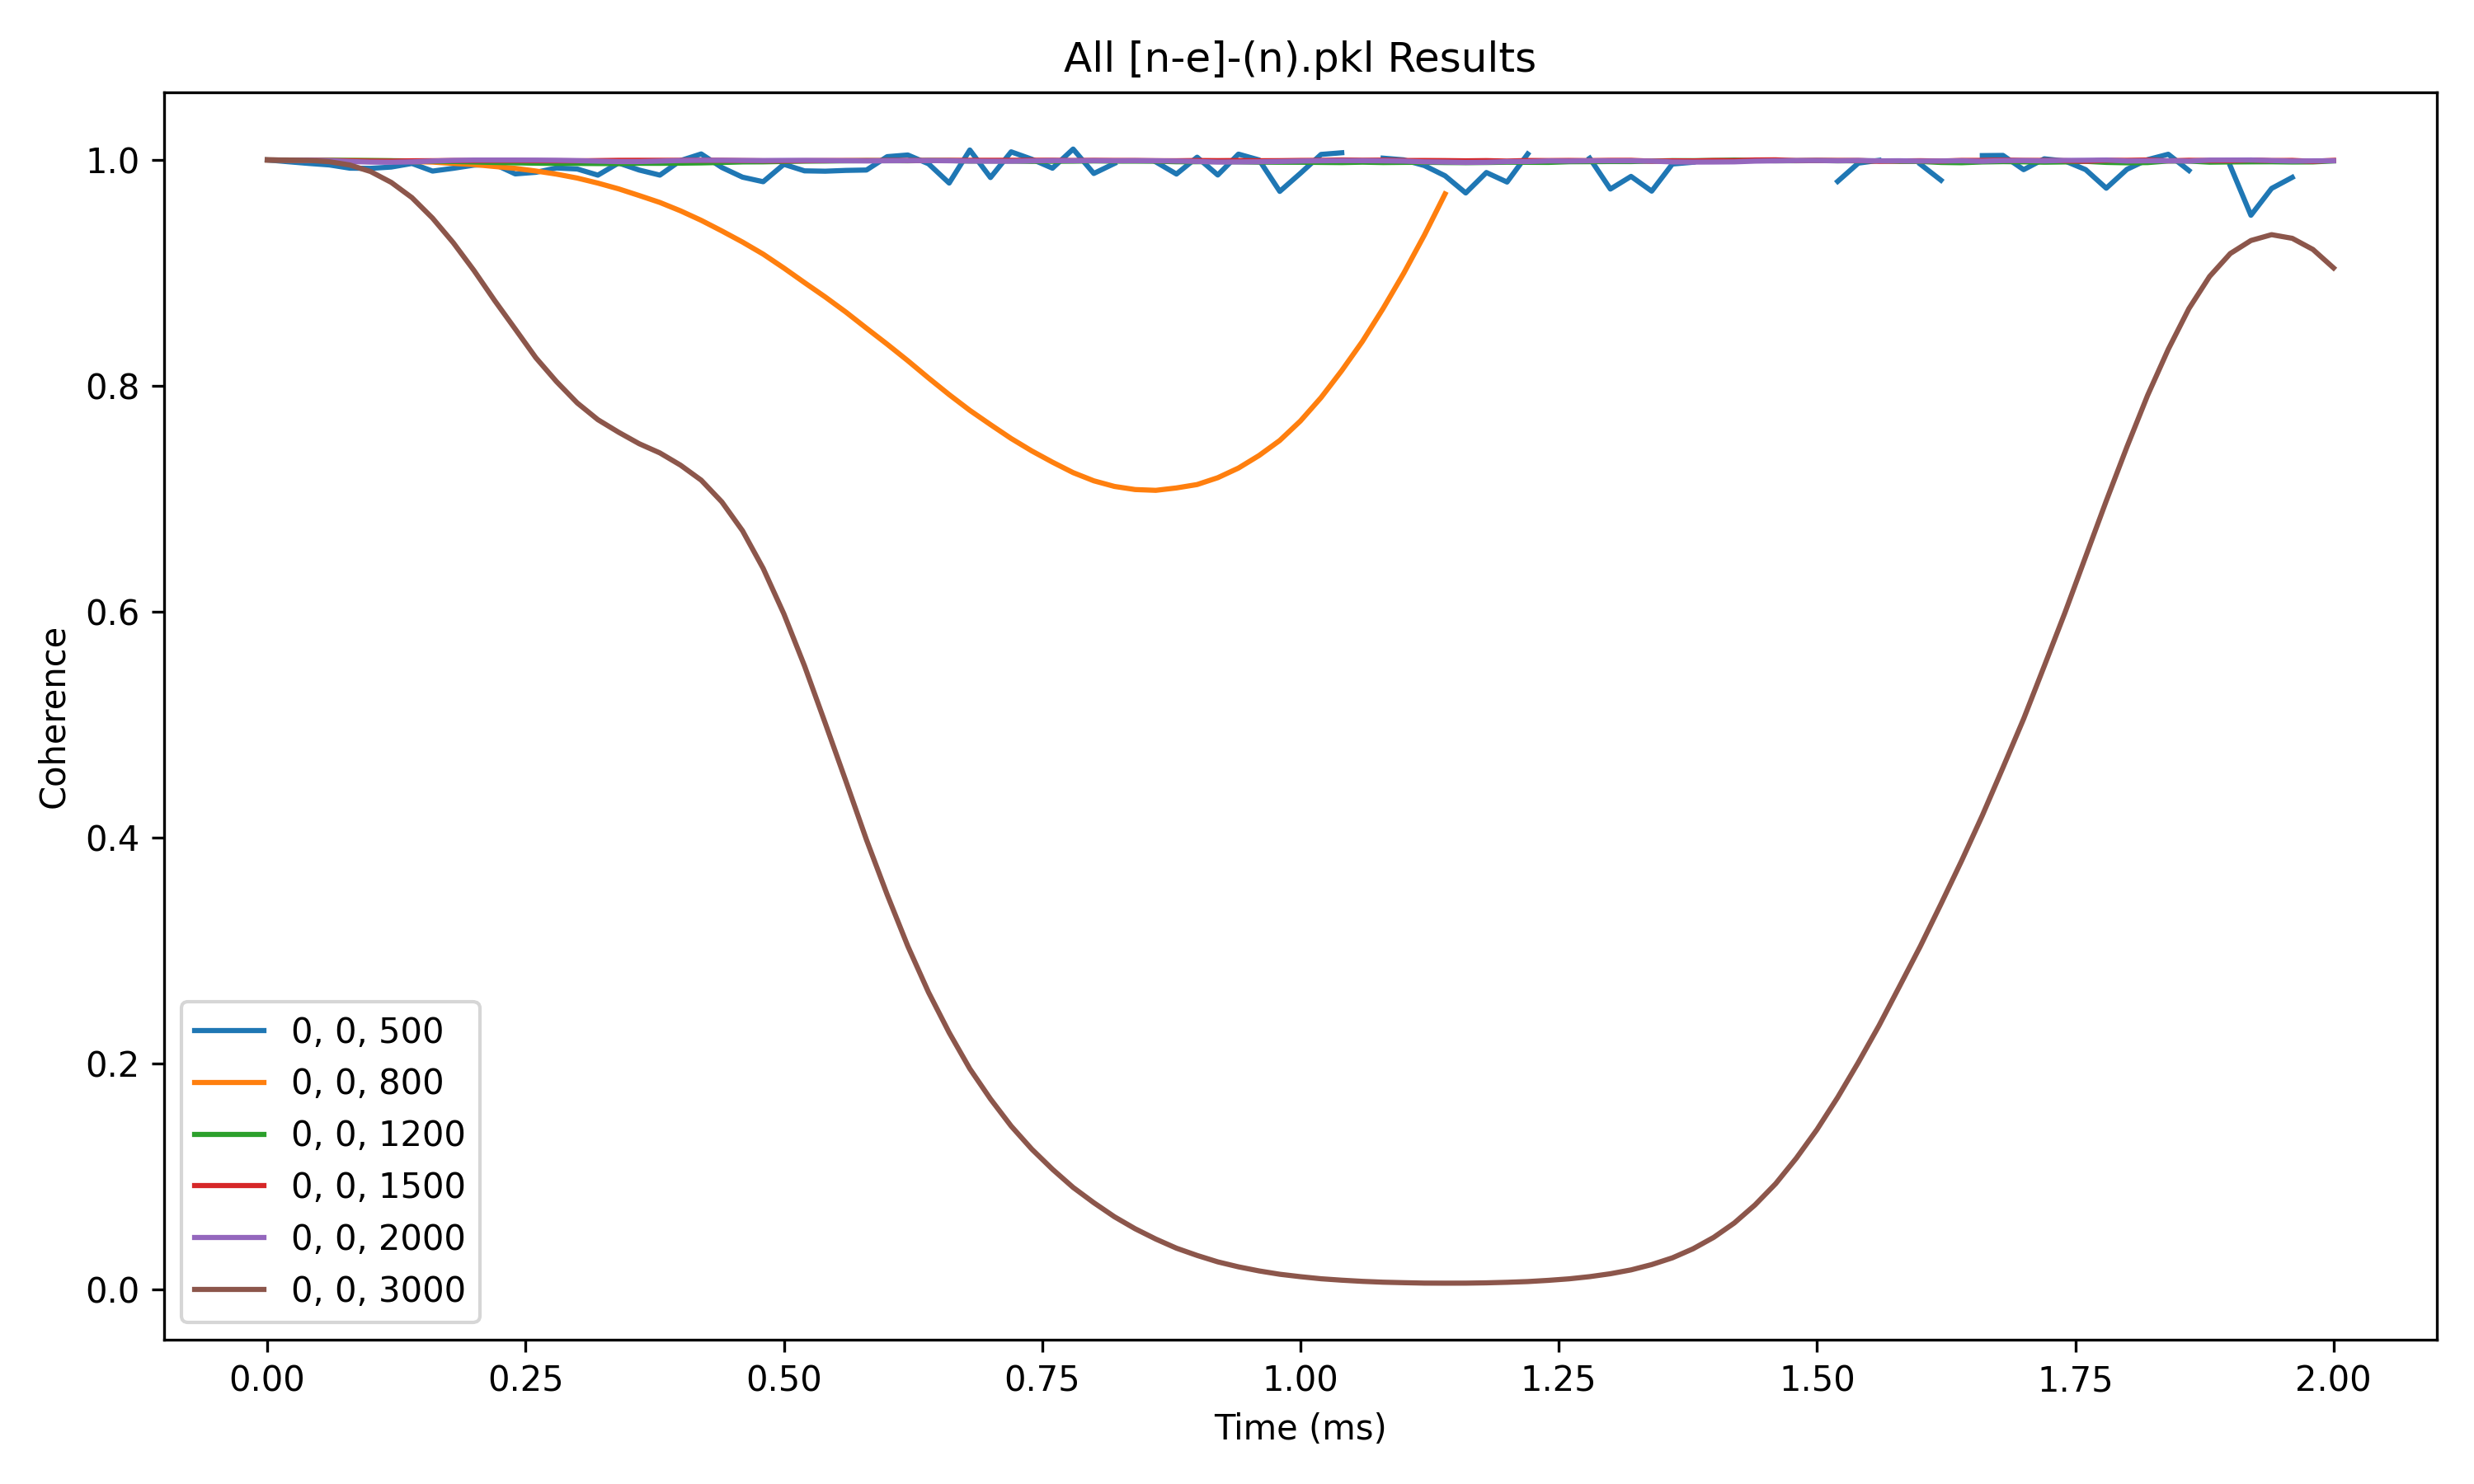 All [n-e]-(n).pkl Results
Coherence
1.0
0.8
0.6
0.4
0.2
0.0
0, 0, 500
0, 0, 800
0, 0, 1200
0, 0, 1500
0, 0, 2000
0, 0, 3000
0.00 0.25 0.50 0.75 1.00 1.25 1.50 1.75 2.00
Time (ms)